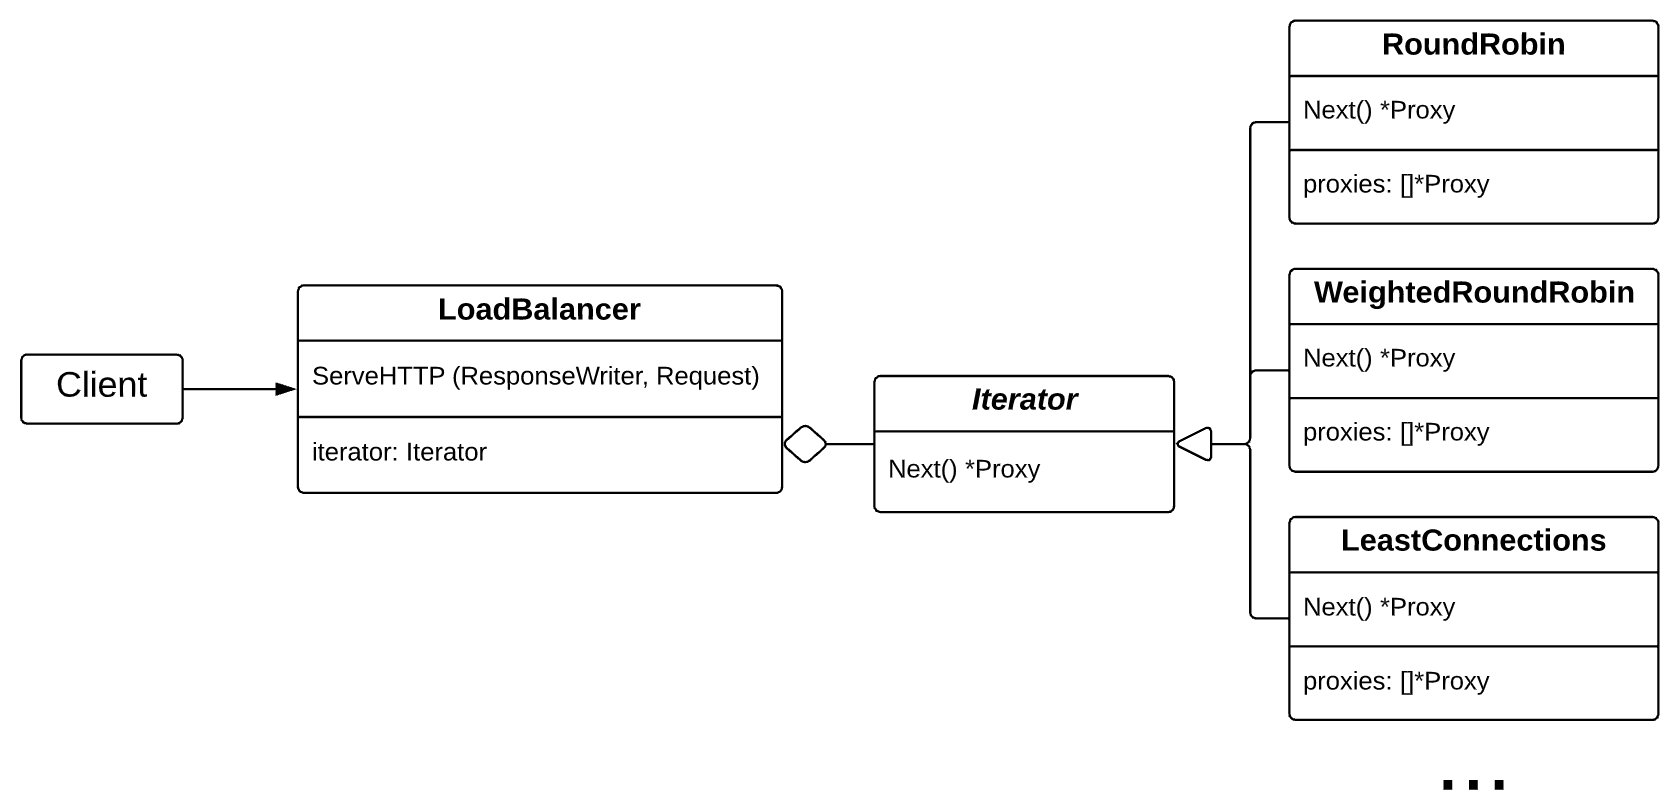 Client
LoadBalancer
ServeHTTP (ResponseWriter, Request)
iterator: Iterator
Iterator
Next() *Proxy
RoundRobin
Next() *Proxy
proxies: []*Proxy
WeightedRoundRobin
Next() *Proxy
proxies: []*Proxy
LeastConnections
Next() *Proxy
proxies: []*Proxy
...